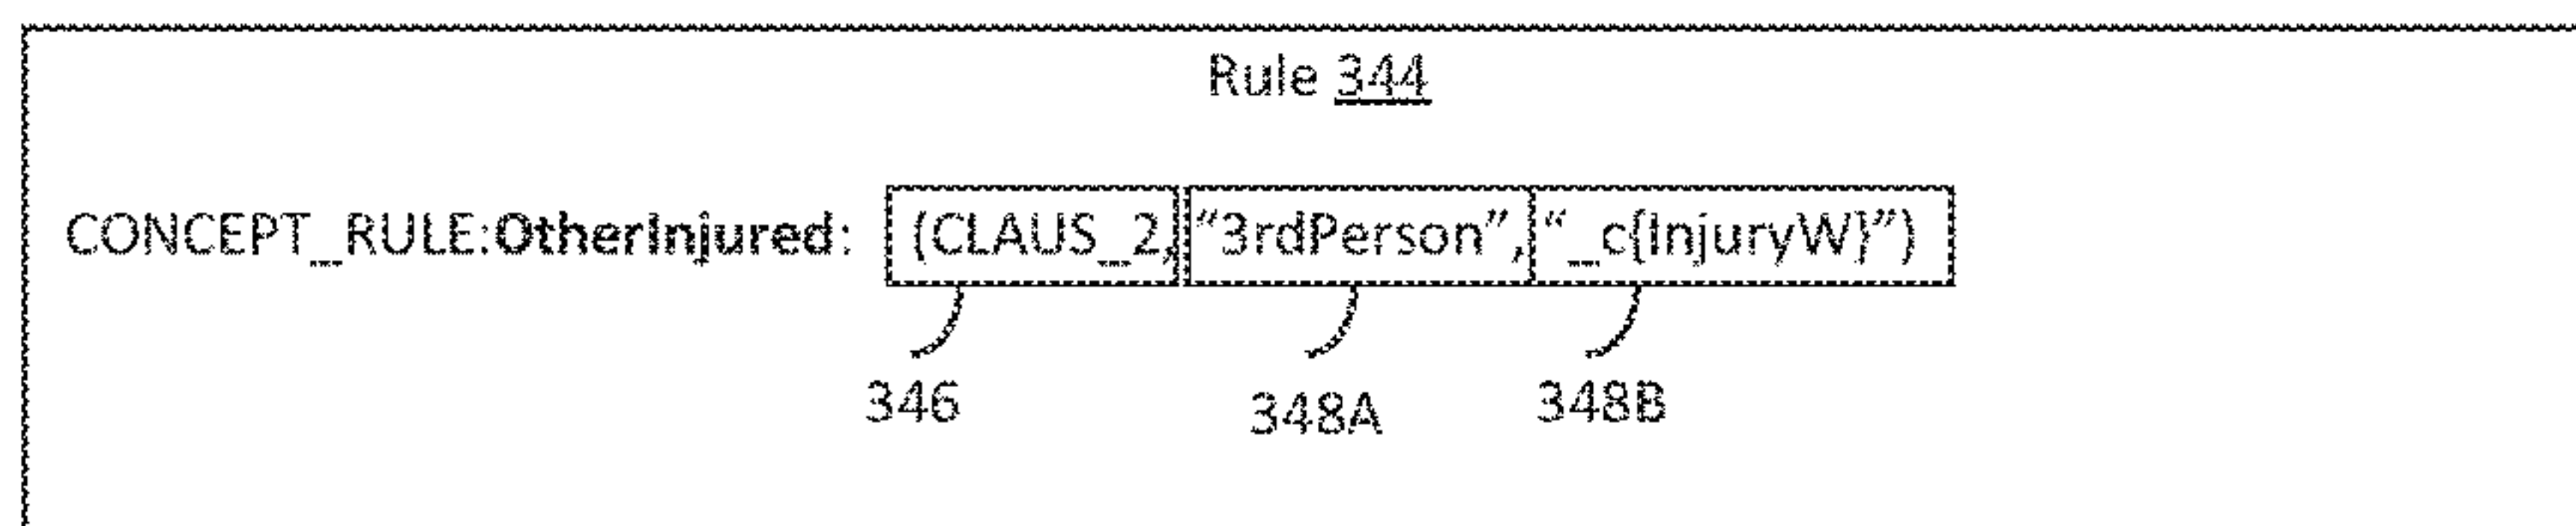 Rule 344
CONCEPT_RULE:OtherInjured: (CLAUS_2, “3rdPerson”, “_c{InjuryW}”)
346 348A 348B